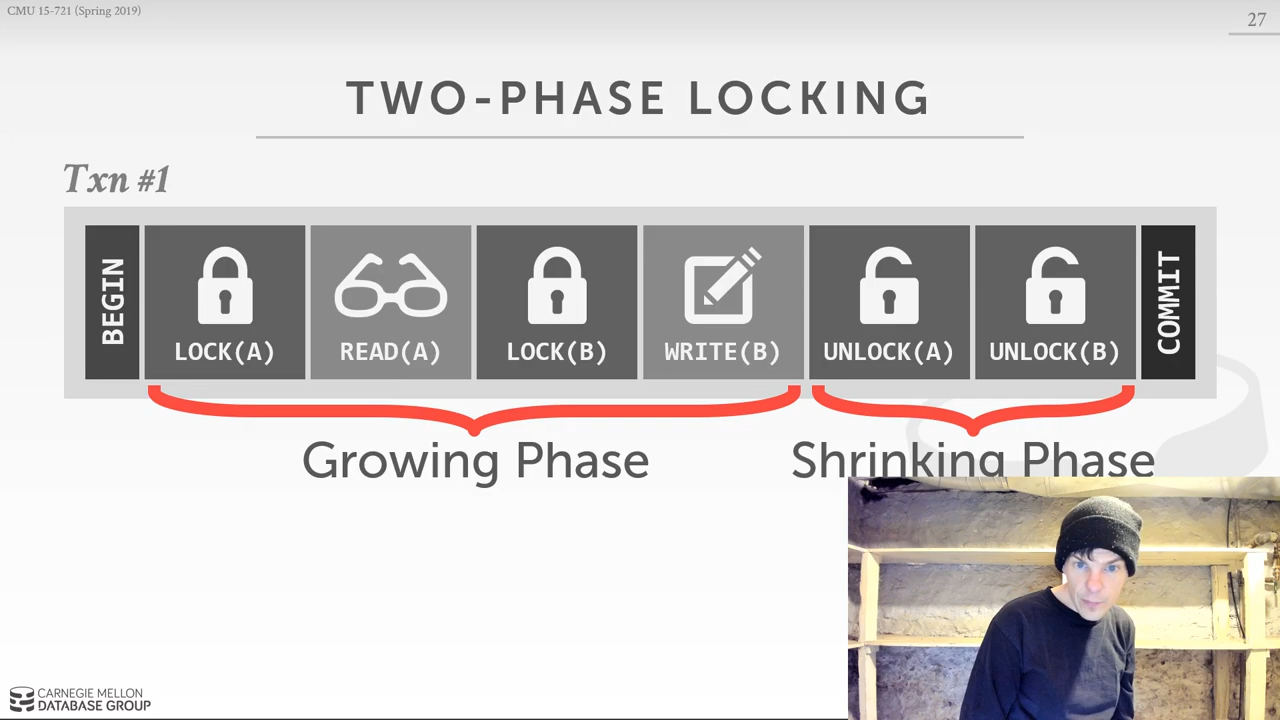 CMU 15-721 (Spring 2019)
27
TWO-PHASE LOCKING
Txn #1
BEGIN
LOCK(A)
READ(A)
LOCK(B)
WRITE(B)
UNLOCK(A)
UNLOCK(B)
COMMIT
Growing Phase
Shrinking Phase
CARNEGIE MELLON
DATABASE GROUP